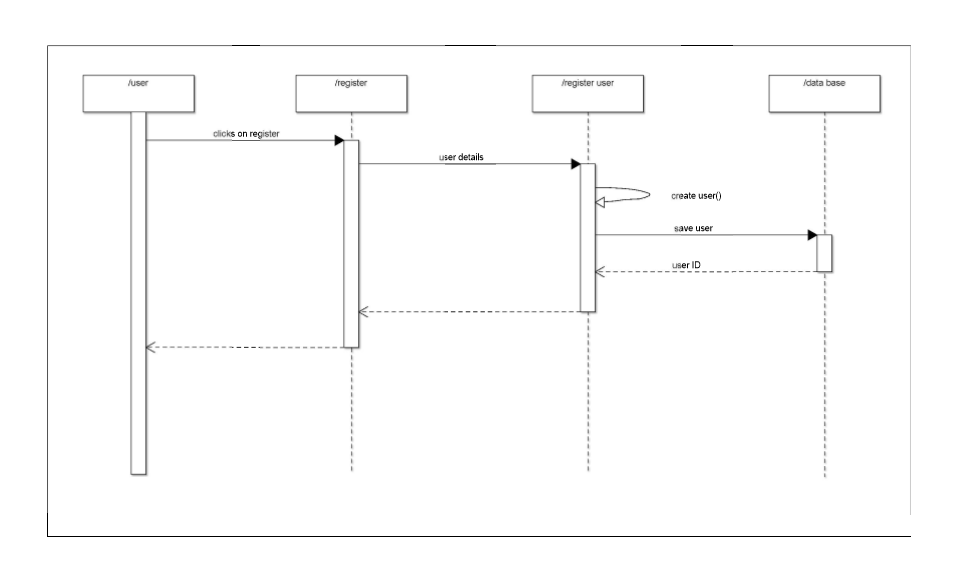 /user
/register
/register user
/data base
clicks on register
user details
create user()
save user
user ID